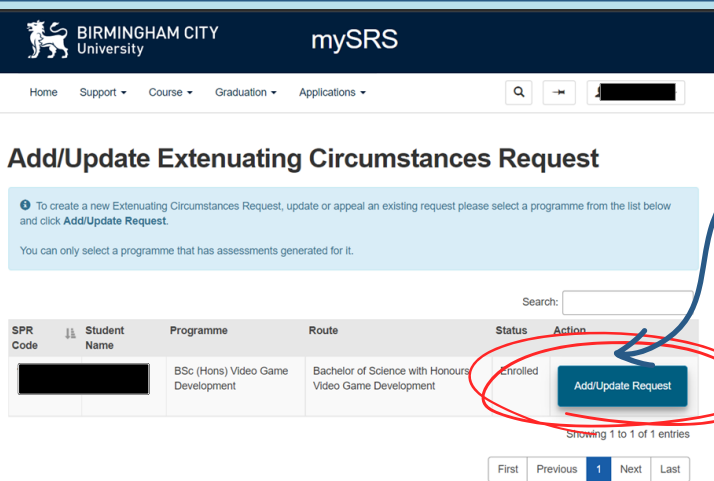 BIRMINGHAM CITY
University
mySRS
Home Support Course Graduation Applications
Add/Update Extenuating Circumstances Request
To create a new Extenuating Circumstances Request, update or appeal an existing request please select a programme from the list below
and click Add/Update Request.
You can only select a programme that has assessments generated for it.
Search:
SPR Code Student Name Programme Route Status Action
BSc (Hons) Video Game Development Bachelor of Science with Honours Video Game Development Enrolled Add/Update Request
Showing 1 to 1 of 1 entries
First Previous 1 Next Last